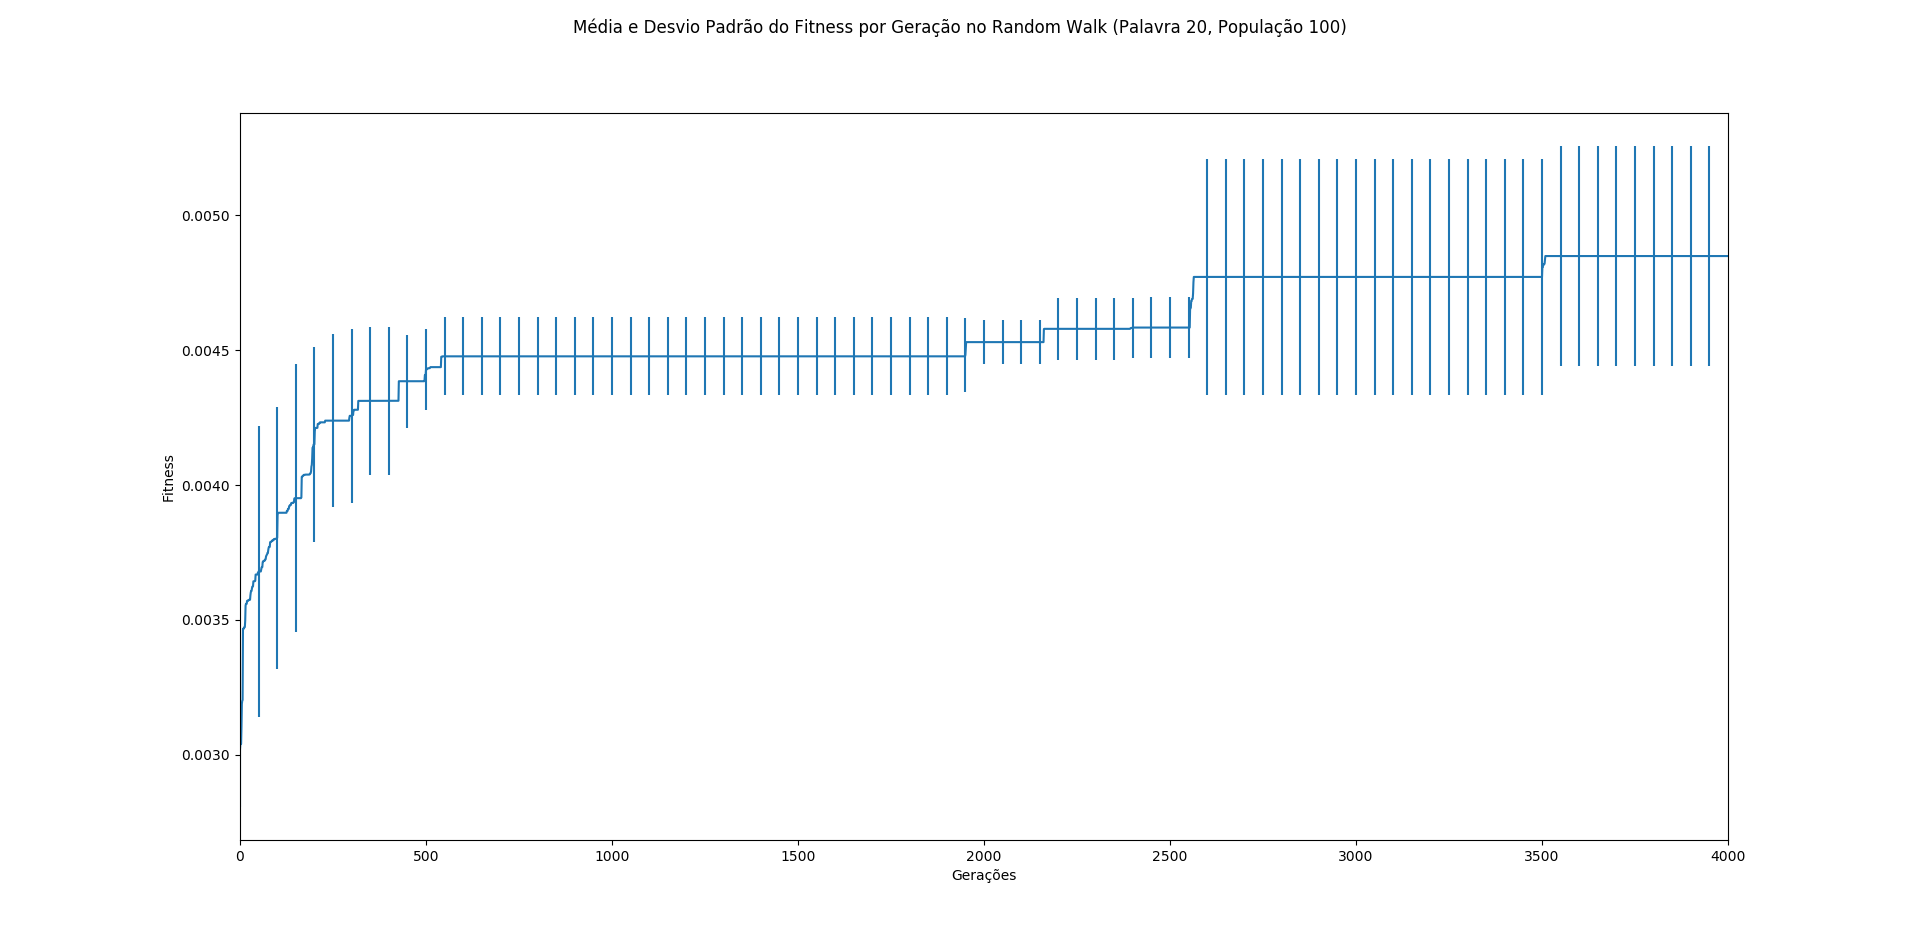 Média e Desvio Padrão do Fitness por Geração no Random Walk (Palavra 20, População 100)
0.0050
0.0045
0.0040
0.0035
0.0030
Fitness
0 500 1000 1500 2000 2500 3000 3500 4000
Gerações